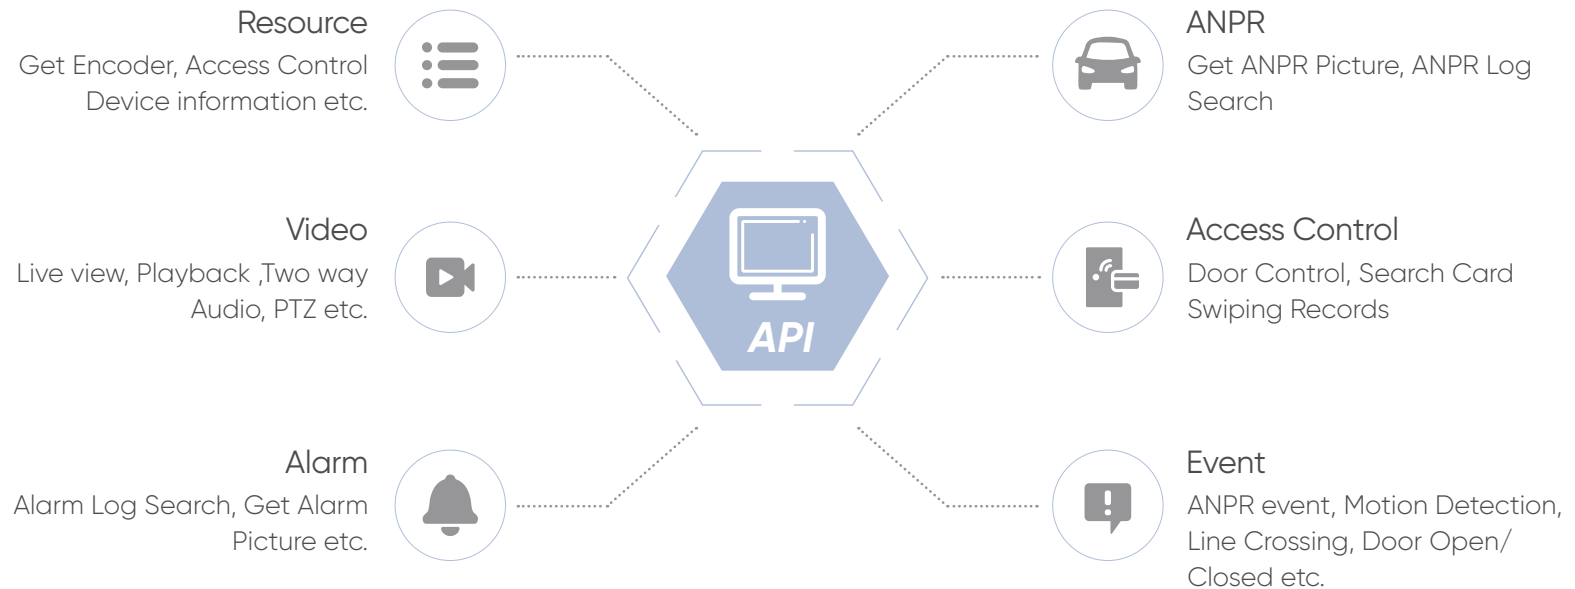 Resource
Get Encoder, Access Control
Device information etc.
Video
Live view, Playback ,Two way
Audio, PTZ etc.
Alarm
Alarm Log Search, Get Alarm
Picture etc.
API
ANPR
Get ANPR Picture, ANPR Log
Search
Access Control
Door Control, Search Card
Swiping Records
Event
ANPR event, Motion Detection,
Line Crossing, Door Open/
Closed etc.